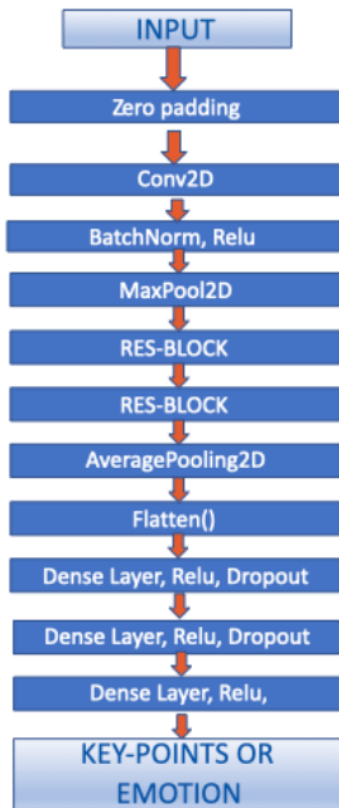 INPUT
Zero padding
Conv2D
BatchNorm, Relu
MaxPool2D
RES-BLOCK
RES-BLOCK
AveragePooling2D
Flatten()
Dense Layer, Relu, Dropout
Dense Layer, Relu, Dropout
Dense Layer, Relu,
KEY-POINTS OR
EMOTION